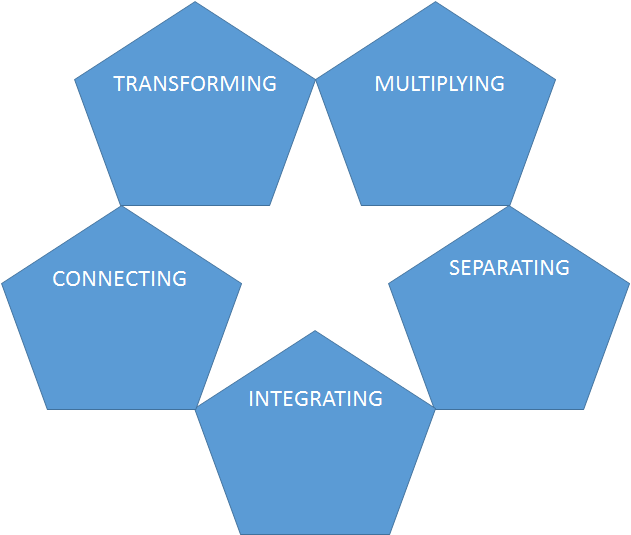 TRANSFORMING
MULTIPLYING
CONNECTING
SEPARATING
INTEGRATING